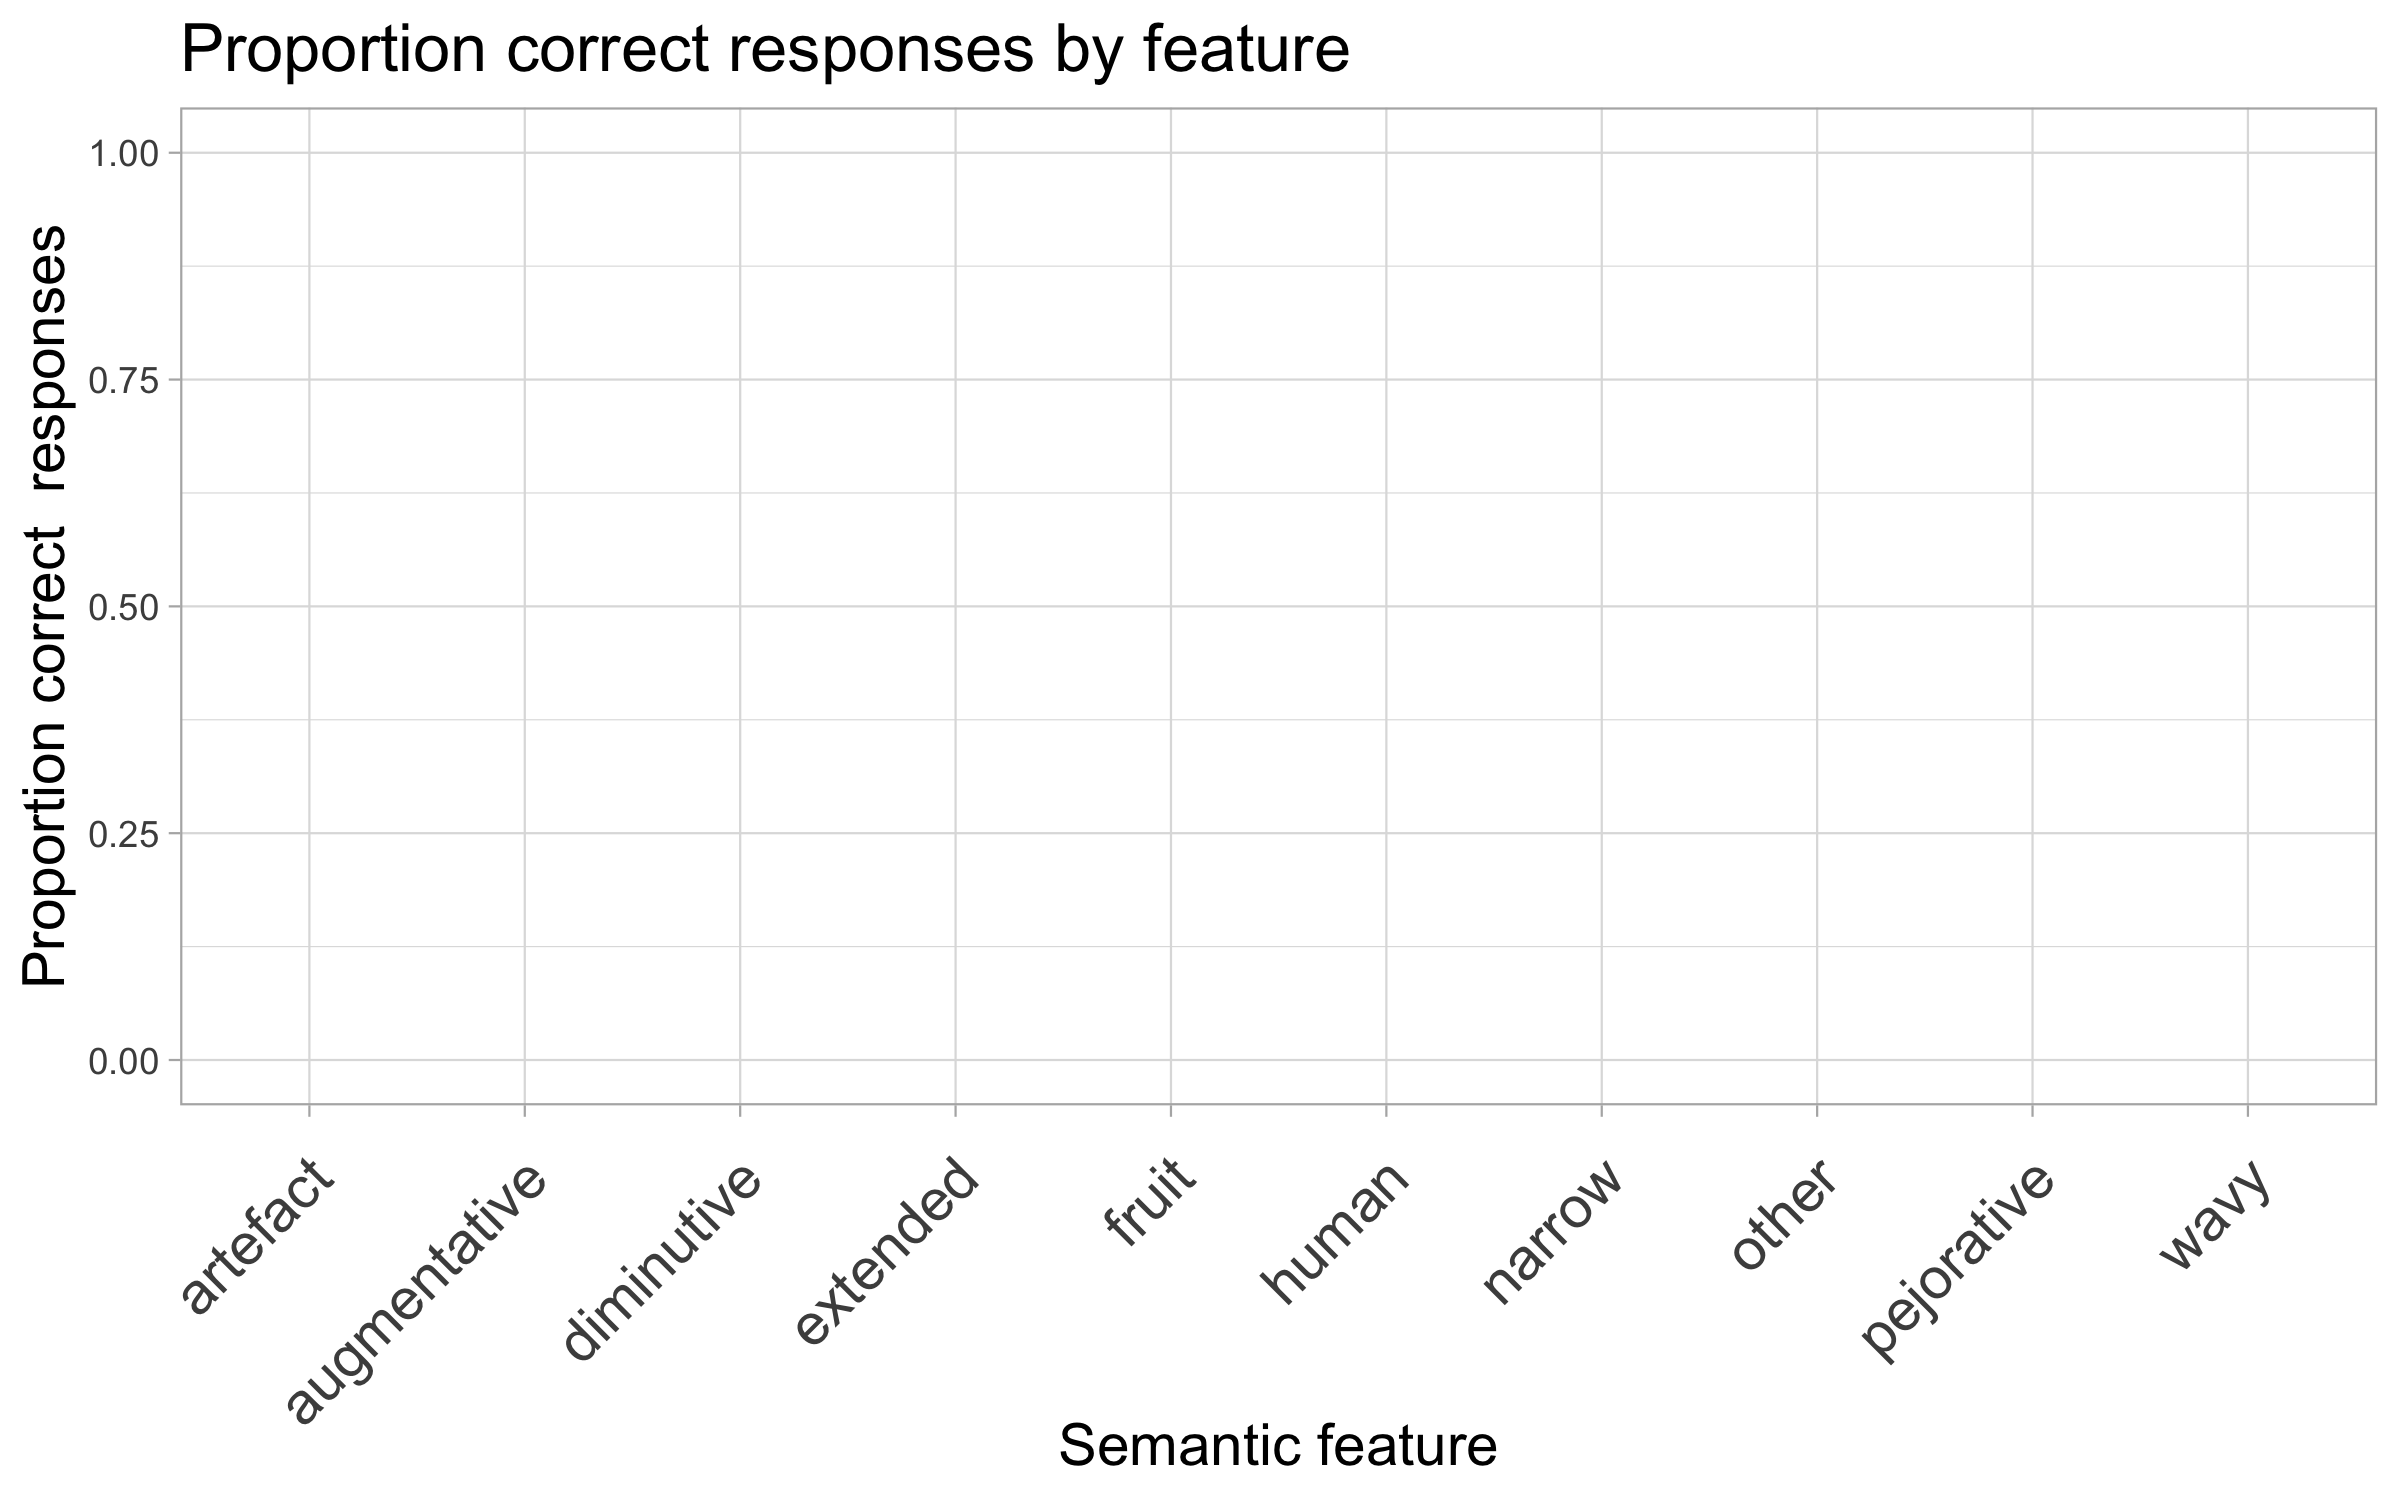 Proportion correct responses by feature
Proportion correct  responses
1.00
0.75
0.50
0.25
0.00
artefact
augmentative
diminutive
extended
fruit
human
narrow
other
pejorative
wavy
Semantic feature